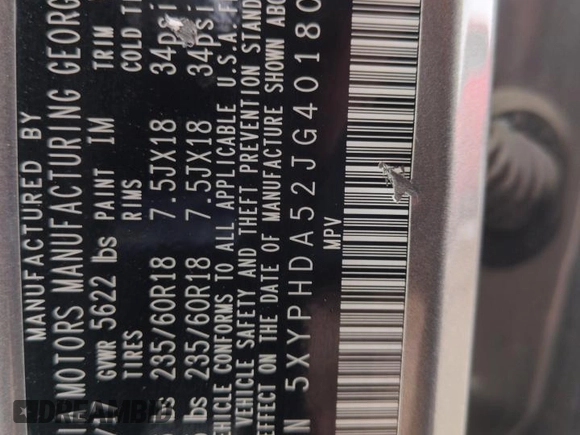 MANUFACTURED BY
MOTORS MANUFACTURING GEORG
GWR 5622 lbs PAINT IM TRIM
TIRES RIMS COLD
235/60R18 7.5JX18 34psi
lbs 235/60R18 7.5JX18 34psi
VEHICLE CONFORMS TO ALL APPLICABLE U.S.A. F
VEHICLE SAFETY AND THEFT PREVENTION STAND
EFFECT ON THE DATE OF MANUFACTURE SHOWN ABO
N 5XYPHDA52JG40180
MPV
DREAMBID